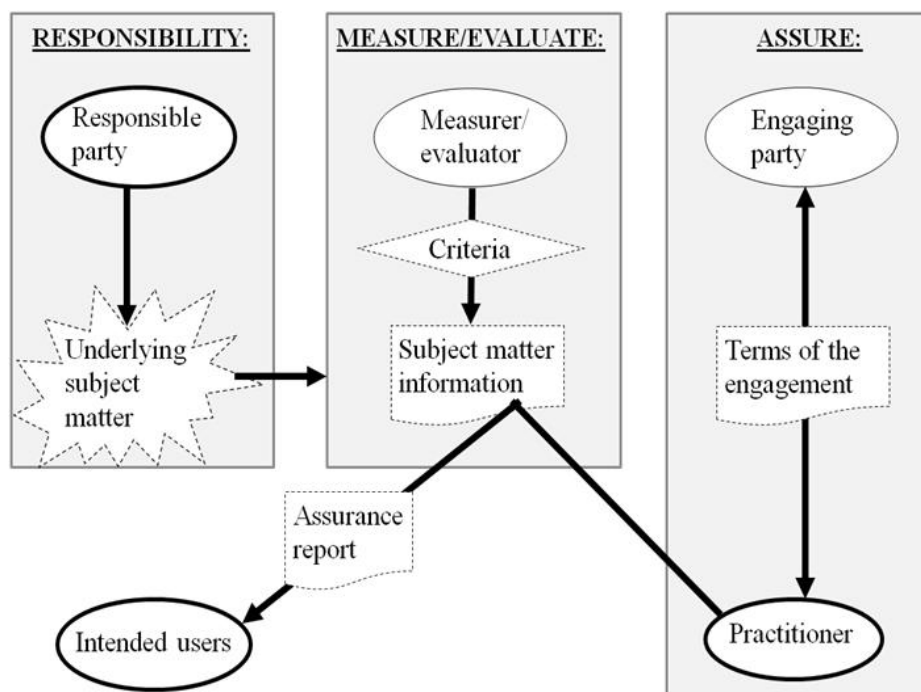 RESPONSIBILITY:
Responsible
party
Underlying
subject
matter
MEASURE/EVALUATE:
Measurer/
evaluator
Criteria
Subject matter
information
ASSURE:
Engaging
party
Terms of the
engagement
Assurance
report
Intended users
Practitioner